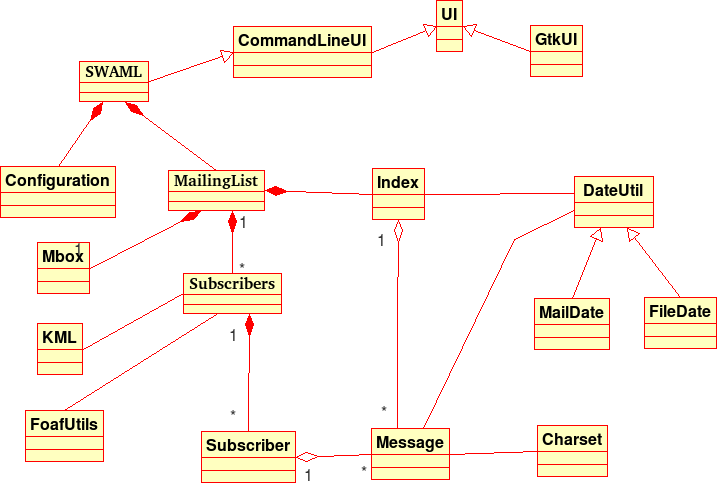 UI
CommandLineUI
GtkUI
SWAML
Configuration
MailingList
Index
DateUtil
1
1
Mbox
1
*
Subscribers
MailDate
FileDate
KML
1
*
*
FoafUtils
Subscriber
Message
Charset
1
*